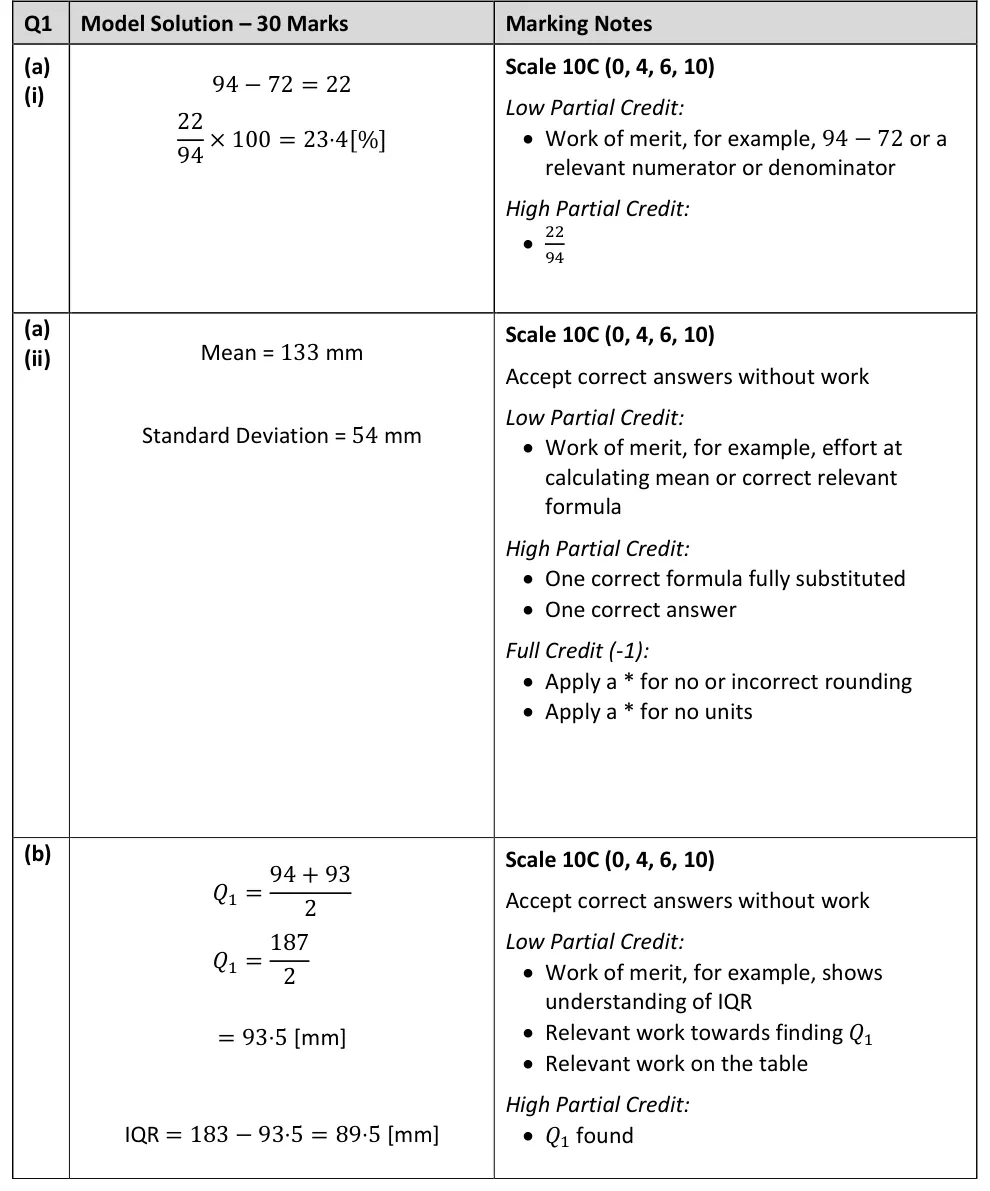 Q1 Model Solution – 30 Marks Marking Notes
(a)
(i)
94 − 72 = 22
22/94 × 100 = 23·4[%]
Scale 10C (0, 4, 6, 10)
Low Partial Credit:
• Work of merit, for example, 94 − 72 or a
relevant numerator or denominator
High Partial Credit:
• 22/94
(a)
(ii)
Mean = 133 mm
Standard Deviation = 54 mm
Scale 10C (0, 4, 6, 10)
Accept correct answers without work
Low Partial Credit:
• Work of merit, for example, effort at
calculating mean or correct relevant
formula
High Partial Credit:
• One correct formula fully substituted
• One correct answer
Full Credit (-1):
• Apply a * for no or incorrect rounding
• Apply a * for no units
(b)
Q₁ = (94 + 93)/2
Q₁ = 187/2
= 93·5 [mm]
IQR = 183 − 93·5 = 89·5 [mm]
Scale 10C (0, 4, 6, 10)
Accept correct answers without work
Low Partial Credit:
• Work of merit, for example, shows
understanding of IQR
• Relevant work towards finding Q₁
• Relevant work on the table
High Partial Credit:
• Q₁ found